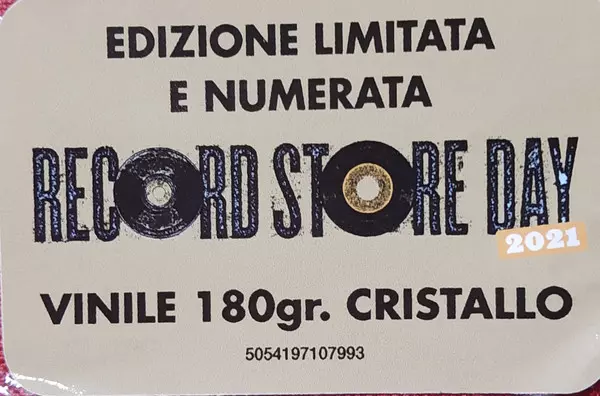 EDIZIONE LIMITATA
E NUMERATA
RECORD STORE DAY
2021
VINILE 180gr. CRISTALLO
5054197107993